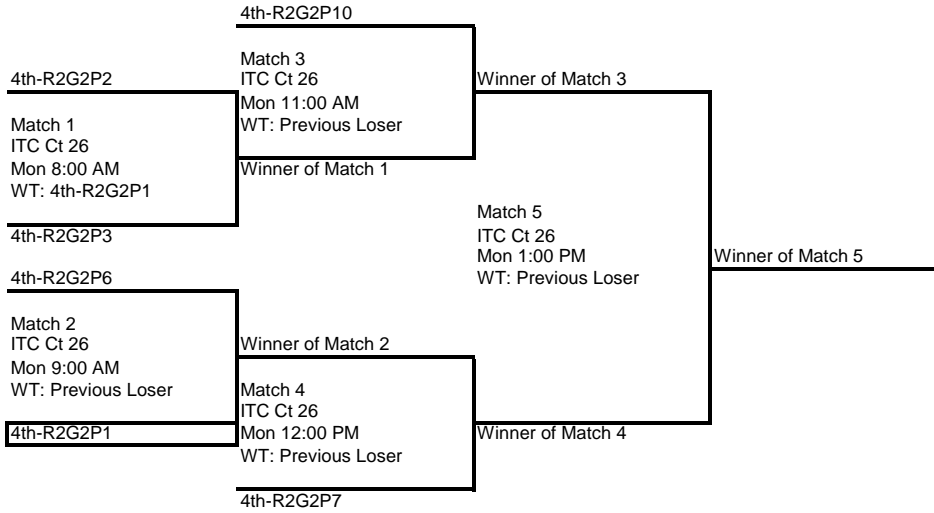 4th-R2G2P10
Match 3
ITC Ct 26
Mon 11:00 AM
WT: Previous Loser
4th-R2G2P2
Winner of Match 3
Match 1
ITC Ct 26
Mon 8:00 AM
WT: 4th-R2G2P1
Winner of Match 1
4th-R2G2P3
Match 5
ITC Ct 26
Mon 1:00 PM
WT: Previous Loser
Winner of Match 5
4th-R2G2P6
Match 2
ITC Ct 26
Mon 9:00 AM
WT: Previous Loser
Winner of Match 2
4th-R2G2P1
Match 4
ITC Ct 26
Mon 12:00 PM
WT: Previous Loser
Winner of Match 4
4th-R2G2P7